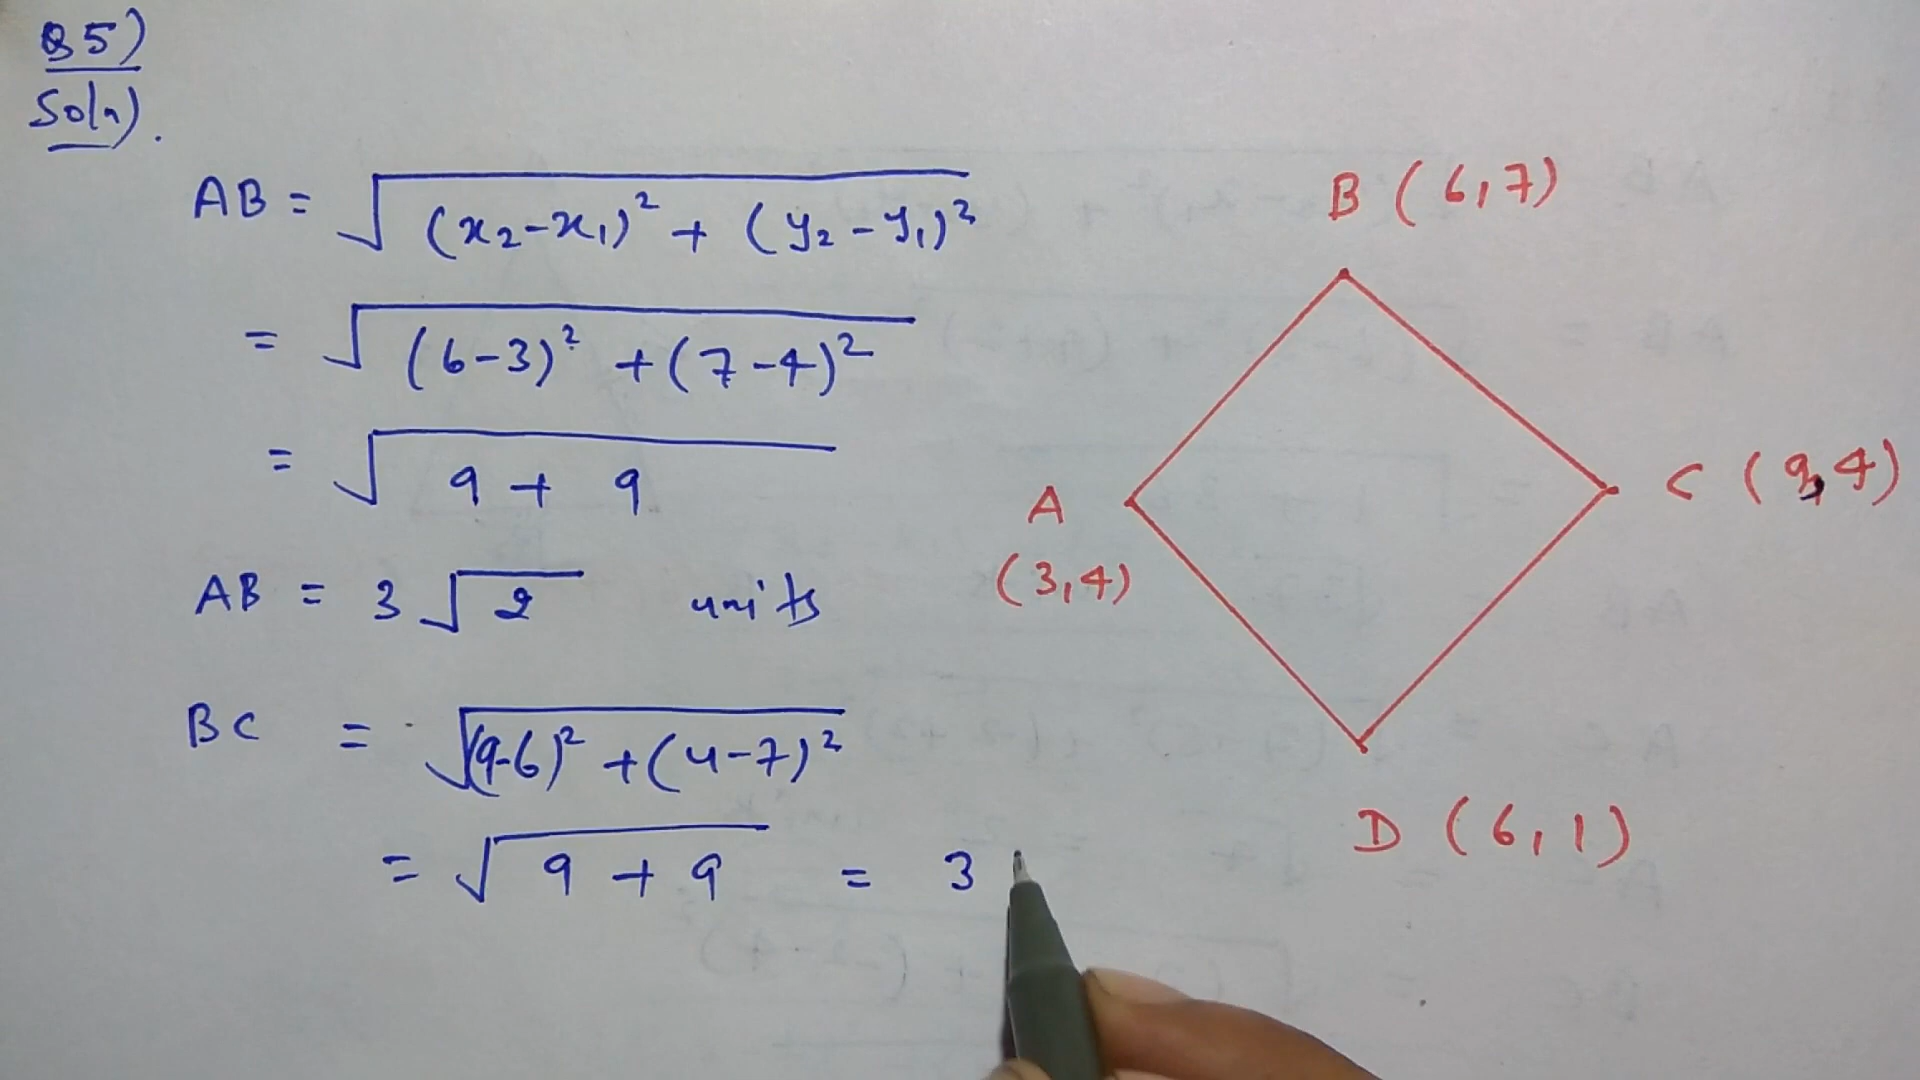 Q5)
Soln).
AB = √(x₂-x₁)² + (y₂-y₁)²
= √(6-3)² + (7-4)²
= √9 + 9
AB = 3√2 units
BC = √(9-6)² + (4-7)²
= √9 + 9 = 3
B (6,7)
A
(3,4)
C (9,4)
D (6,1)